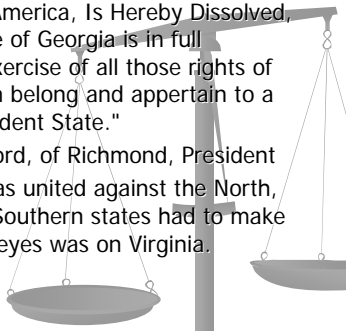 America, Is Hereby Dissolved,
e of Georgia is in full
xercise of all those rights of
belong and appertain to a
dent State."
ord, of Richmond, President
as united against the North,
Southern states had to make
eyes was on Virginia.